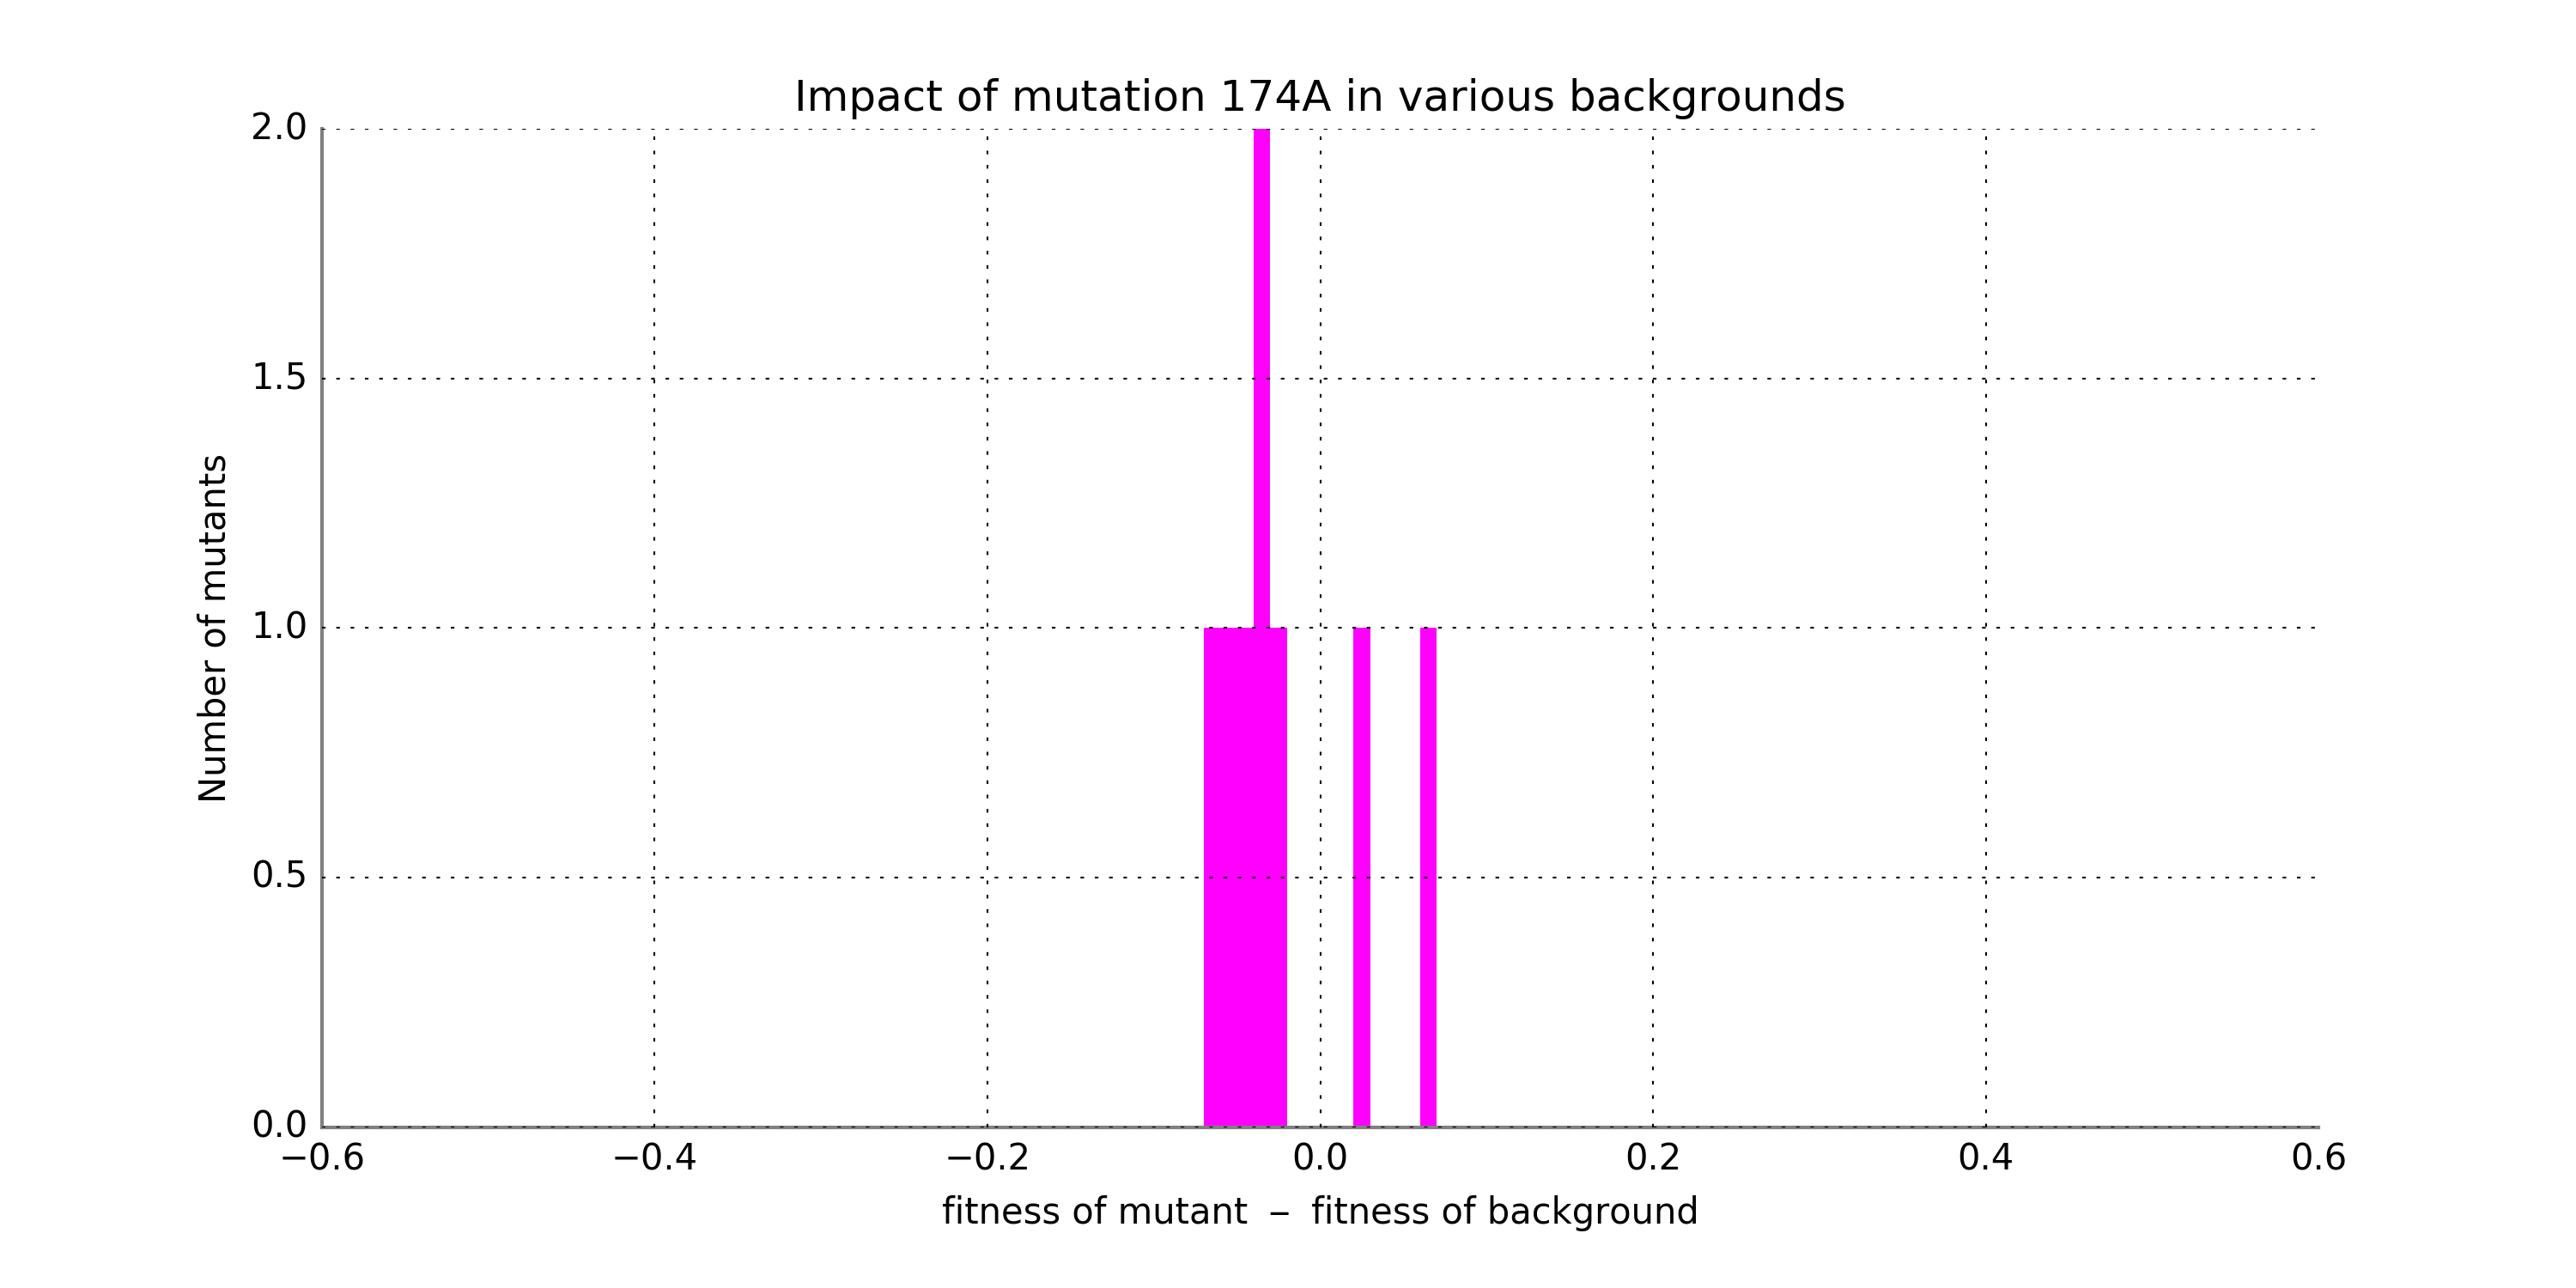 Impact of mutation 174A in various backgrounds
2.0
1.5
1.0
0.5
0.0
Number of mutants
−0.6 −0.4 −0.2 0.0 0.2 0.4 0.6
fitness of mutant − fitness of background